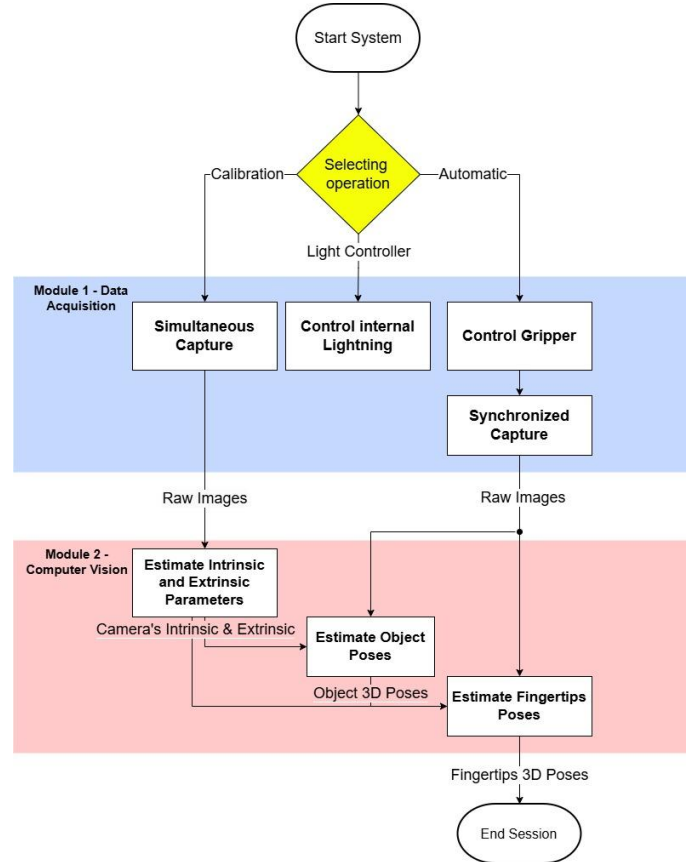 Start System
Selecting
operation
Calibration
Automatic
Light Controller
Module 1 - Data
Acquisition
Simultaneous
Capture
Control internal
Lightning
Control Gripper
Synchronized
Capture
Raw Images
Raw Images
Module 2 -
Computer Vision
Estimate Intrinsic
and Extrinsic
Parameters
Camera's Intrinsic & Extrinsic
Estimate Object
Poses
Object 3D Poses
Estimate Fingertips
Poses
Fingertips 3D Poses
End Session